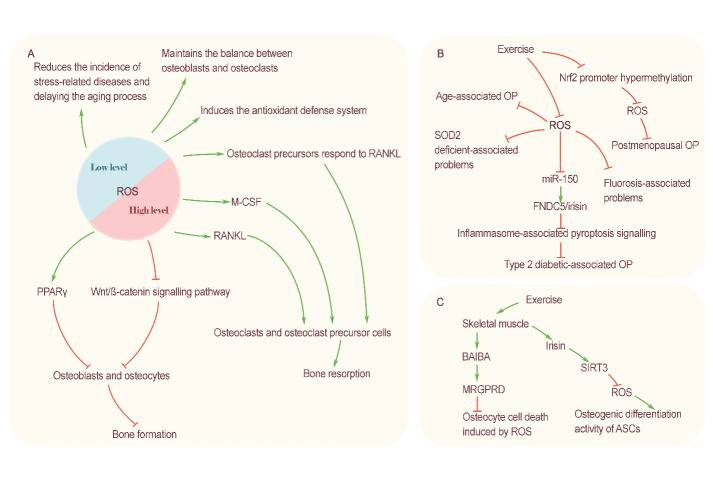 A
Reduces the incidence of
stress-related diseases and
delaying the aging process
Maintains the balance between
osteoblasts and osteoclasts
Induces the antioxidant defense system
Osteoclast precursors respond to RANKL
Low level
ROS
High level
M-CSF
RANKL
PPARγ
Wnt/ß-catenin signalling pathway
Osteoclasts and osteoclast precursor cells
Bone resorption
Osteoblasts and osteocytes
Bone formation
B
Exercise
Nrf2 promoter hypermethylation
Age-associated OP
ROS
ROS
Postmenopausal OP
SOD2
deficient-associated
problems
miR-150
Fluorosis-associated
problems
FNDC5/irisin
Inflammasome-associated pyroptosis signalling
Type 2 diabetic-associated OP
C
Exercise
Skeletal muscle
Irisin
BAIBA
SIRT3
MRGPRD
ROS
Osteocyte cell death
induced by ROS
Osteogenic differentiation
activity of ASCs